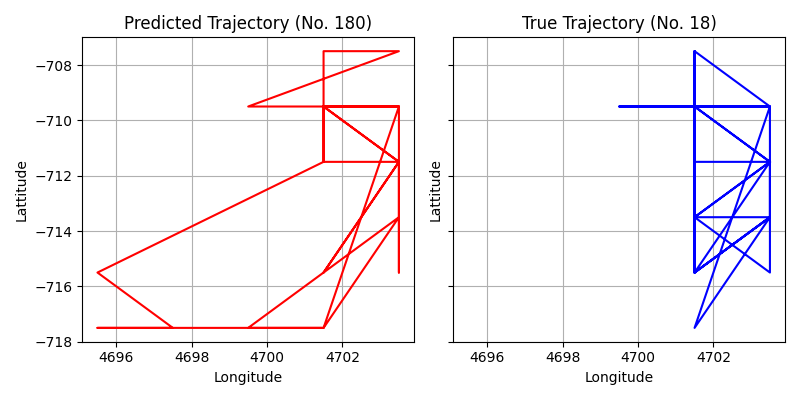 Predicted Trajectory (No. 180)
True Trajectory (No. 18)
Lattitude
−708
−710
−712
−714
−716
−718
4696
4698
4700
4702
Longitude
Lattitude
4696
4698
4700
4702
Longitude